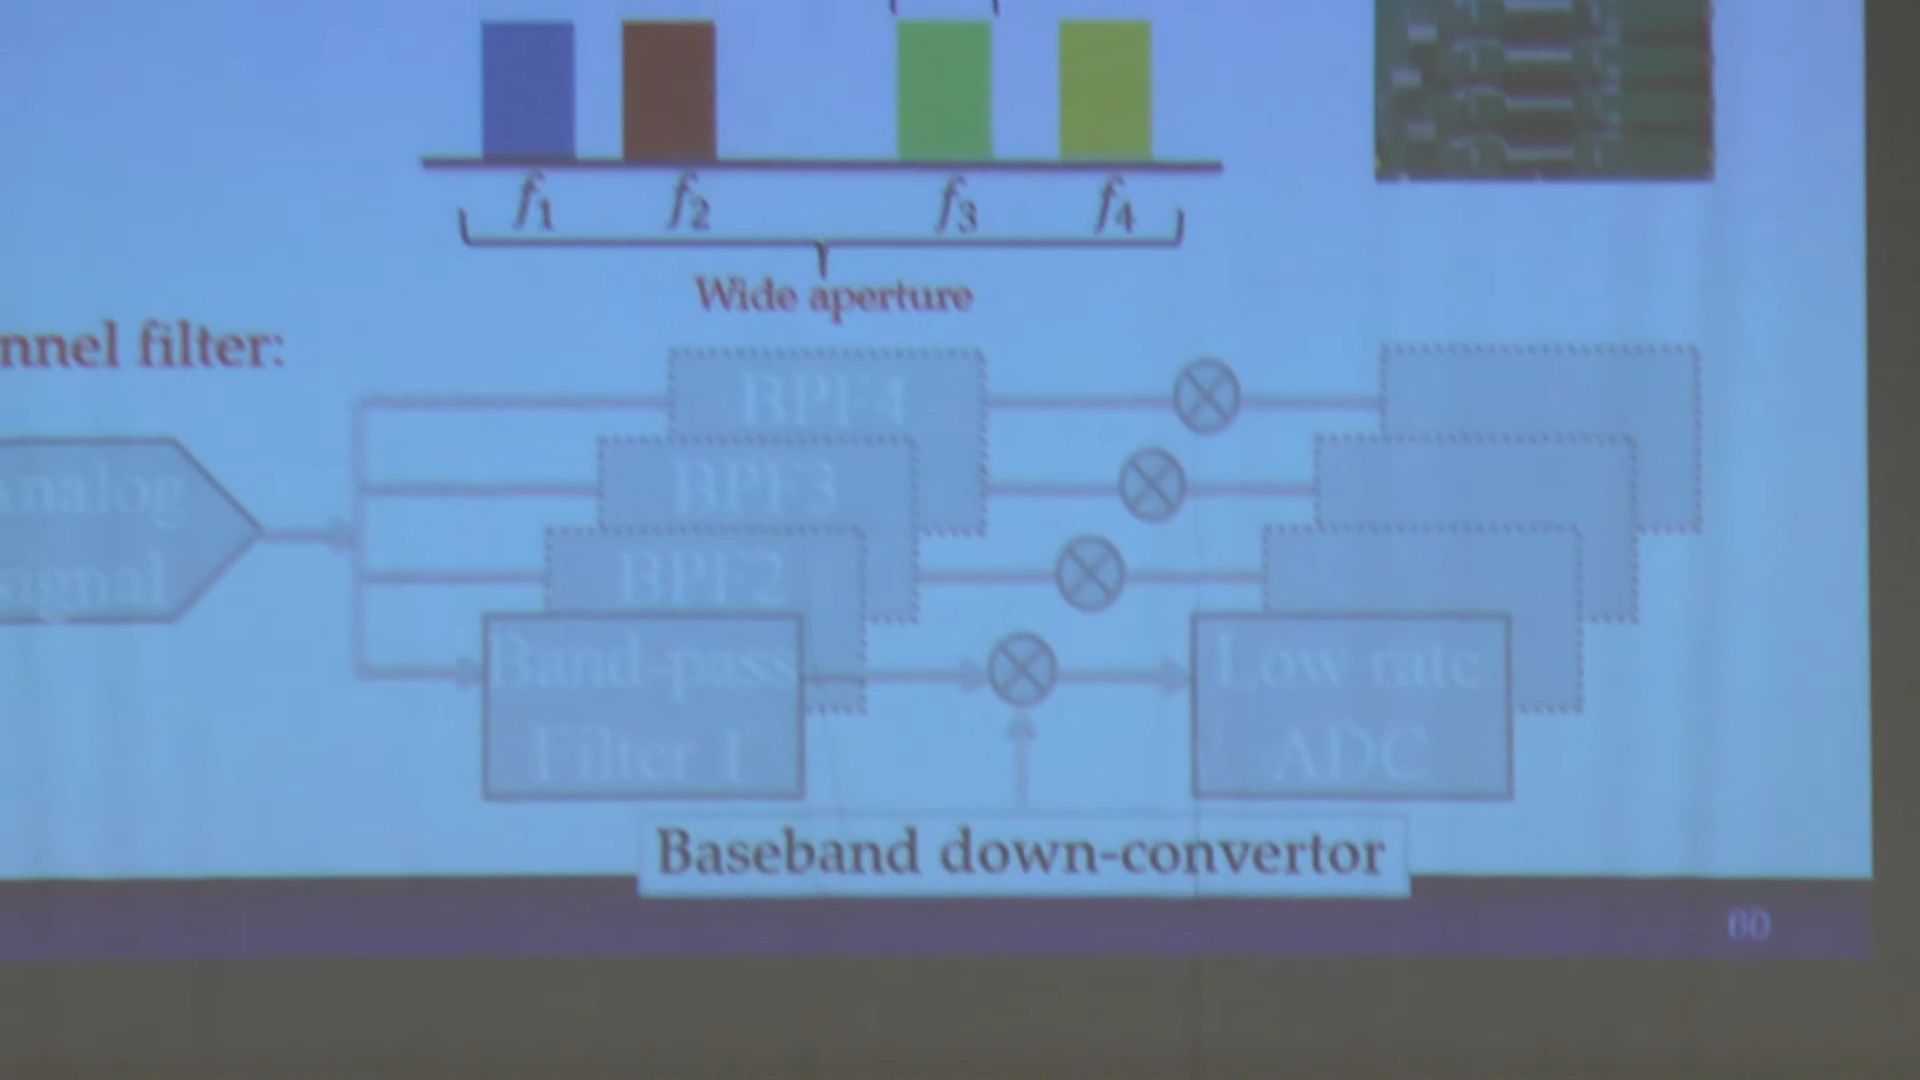 f1 f2 f3 f4
Wide aperture
nnel filter:
BPF4
BPF3
Analog
signal
BPF2
Band-pass
Filter 1
Low rate
ADC
Baseband down-convertor
60